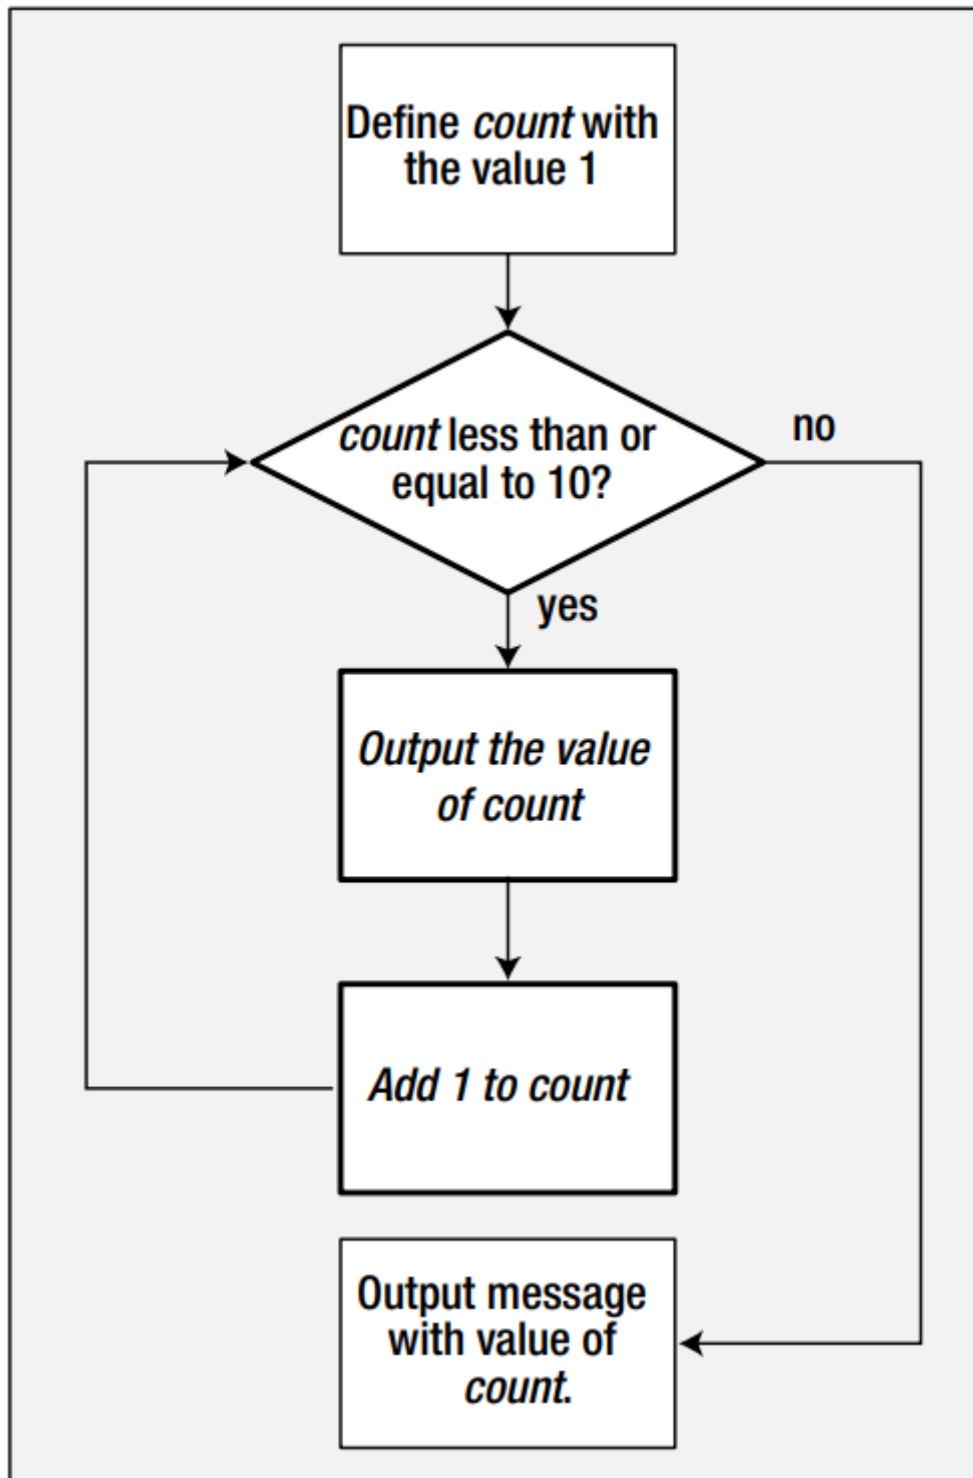 Define count with
the value 1
count less than or
equal to 10?
no
yes
Output the value
of count
Add 1 to count
Output message
with value of
count.